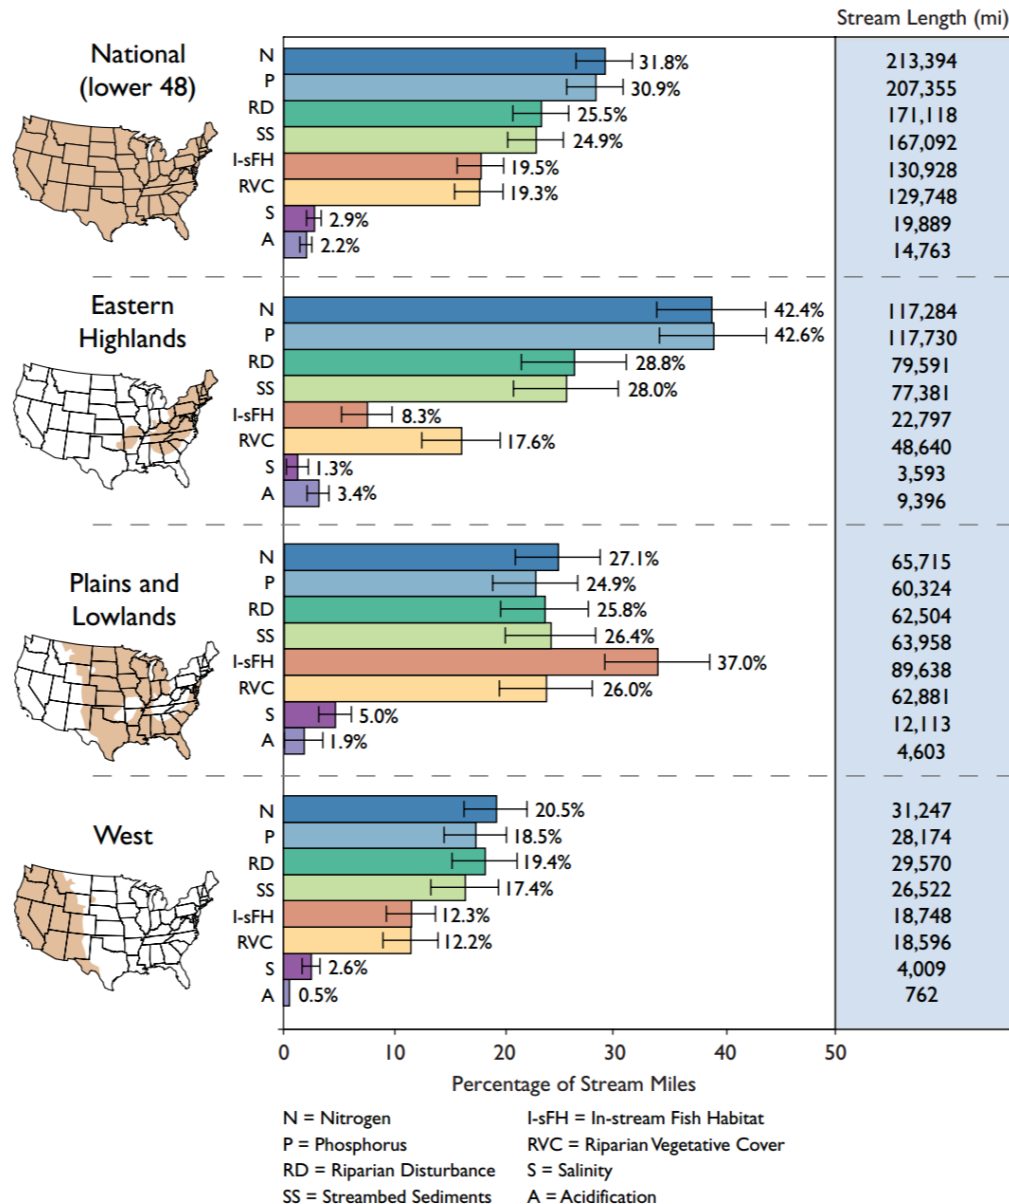 Stream Length (mi)
National
(lower 48)
N 31.8% 213,394
P 30.9% 207,355
RD 25.5% 171,118
SS 24.9% 167,092
I-sFH 19.5% 130,928
RVC 19.3% 129,748
S 2.9% 19,889
A 2.2% 14,763
Eastern
Highlands
N 42.4% 117,284
P 42.6% 117,730
RD 28.8% 79,591
SS 28.0% 77,381
I-sFH 8.3% 22,797
RVC 17.6% 48,640
S 1.3% 3,593
A 3.4% 9,396
Plains and
Lowlands
N 27.1% 65,715
P 24.9% 60,324
RD 25.8% 62,504
SS 26.4% 63,958
I-sFH 37.0% 89,638
RVC 26.0% 62,881
S 5.0% 12,113
A 1.9% 4,603
West
N 20.5% 31,247
P 18.5% 28,174
RD 19.4% 29,570
SS 17.4% 26,522
I-sFH 12.3% 18,748
RVC 12.2% 18,596
S 2.6% 4,009
A 0.5% 762
0 10 20 30 40 50
Percentage of Stream Miles
N = Nitrogen I-sFH = In-stream Fish Habitat
P = Phosphorus RVC = Riparian Vegetative Cover
RD = Riparian Disturbance S = Salinity
SS = Streambed Sediments A = Acidification